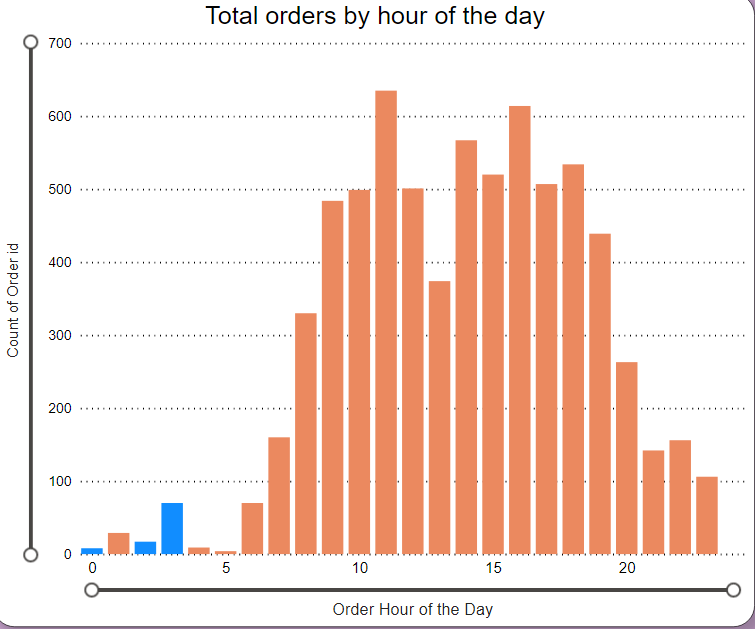 Total orders by hour of the day
700
600
500
400
300
200
100
0
Count of Order id
0 5 10 15 20
Order Hour of the Day